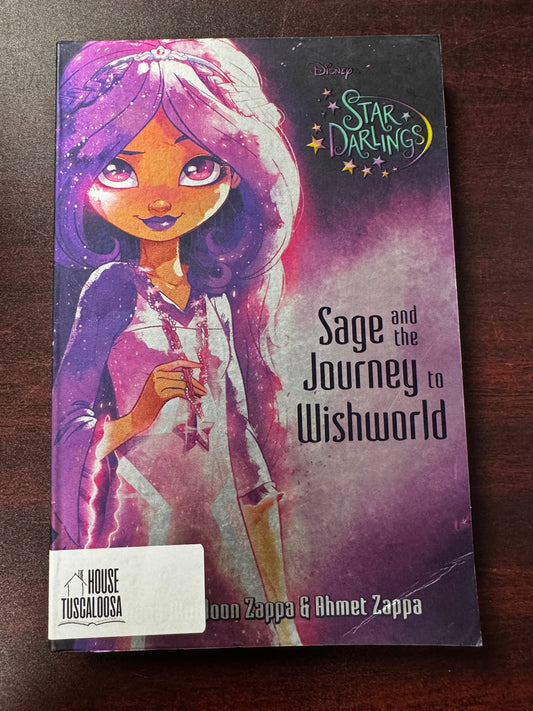 Disney
STAR
DARLINGS
Sage and
the
Journey to
Wishworld
THE HOUSE
TUSCALOOSA
Zappa & Ahmet Zappa